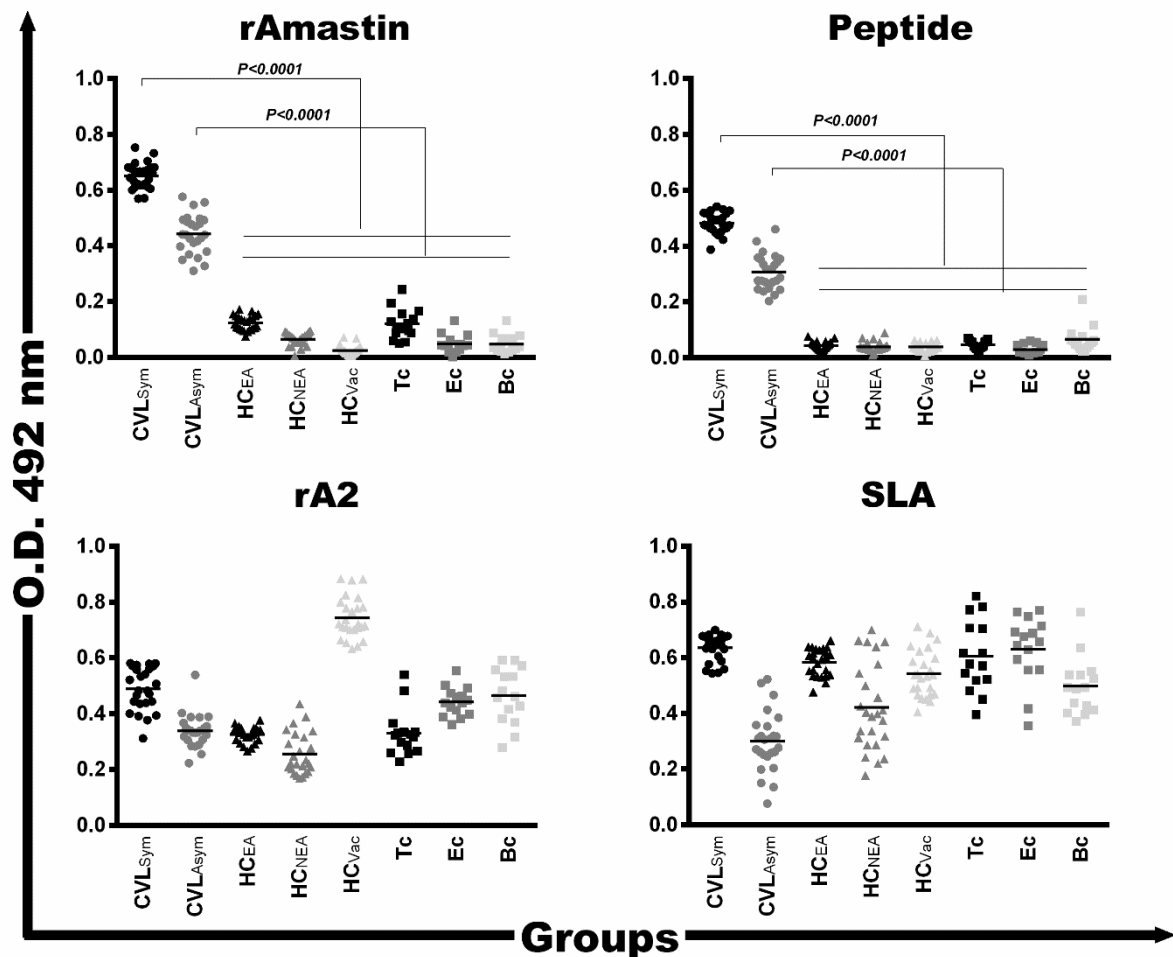 O.D. 492 nm
rAmastin
P<0.0001
P<0.0001
1.0
0.8
0.6
0.4
0.2
0.0
CVLSym
CVLAsym
HCEA
HCNEA
HCVac
Tc
Ec
Bc
Peptide
P<0.0001
P<0.0001
1.0
0.8
0.6
0.4
0.2
0.0
CVLSym
CVLAsym
HCEA
HCNEA
HCVac
Tc
Ec
Bc
rA2
1.0
0.8
0.6
0.4
0.2
0.0
CVLSym
CVLAsym
HCEA
HCNEA
HCVac
Tc
Ec
Bc
SLA
1.0
0.8
0.6
0.4
0.2
0.0
CVLSym
CVLAsym
HCEA
HCNEA
HCVac
Tc
Ec
Bc
Groups